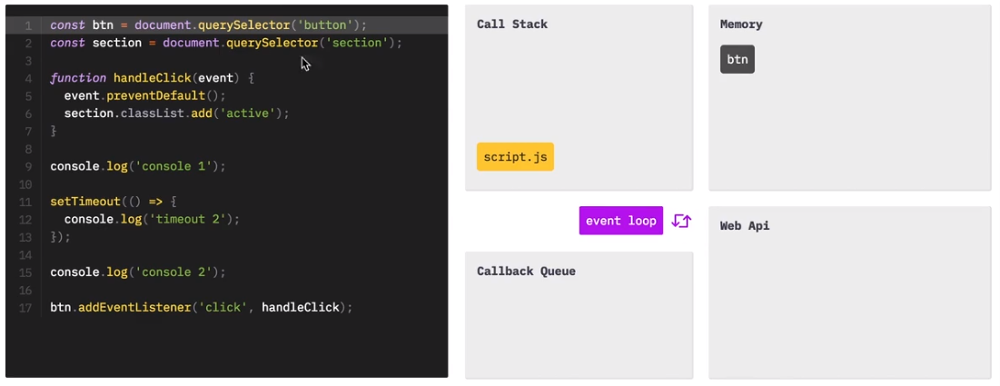 1 const btn = document.querySelector('button');
2 const section = document.querySelector('section');
3
4 function handleClick(event) {
5 event.preventDefault();
6 section.classList.add('active');
7 }
8
9 console.log('console 1');
10
11 setTimeout(() => {
12 console.log('timeout 2');
13 });
14
15 console.log('console 2');
16
17 btn.addEventListener('click', handleClick);
Call Stack
script.js
Memory
btn
event loop
Callback Queue
Web Api